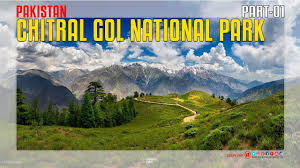 PAKISTAN
PART-01
CHITRAL GOL NATIONAL PARK